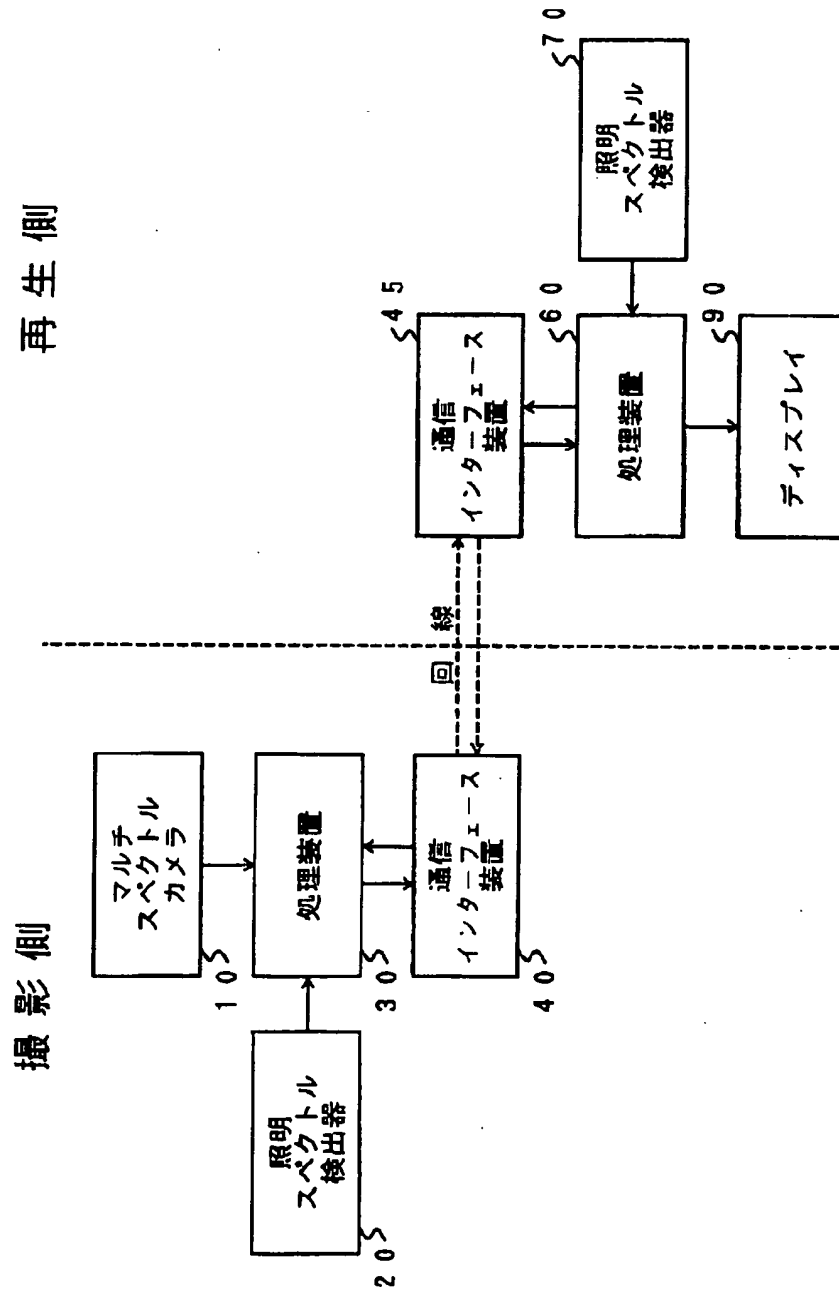 撮影側
再生側
マルチ
スペクトル
カメラ
10
照明
スペクトル
検出器
20
処理装置
30
通信
インターフェース
装置
40
回線
通信
インターフェース
装置
45
処理装置
60
照明
スペクトル
検出器
70
ディスプレイ
90